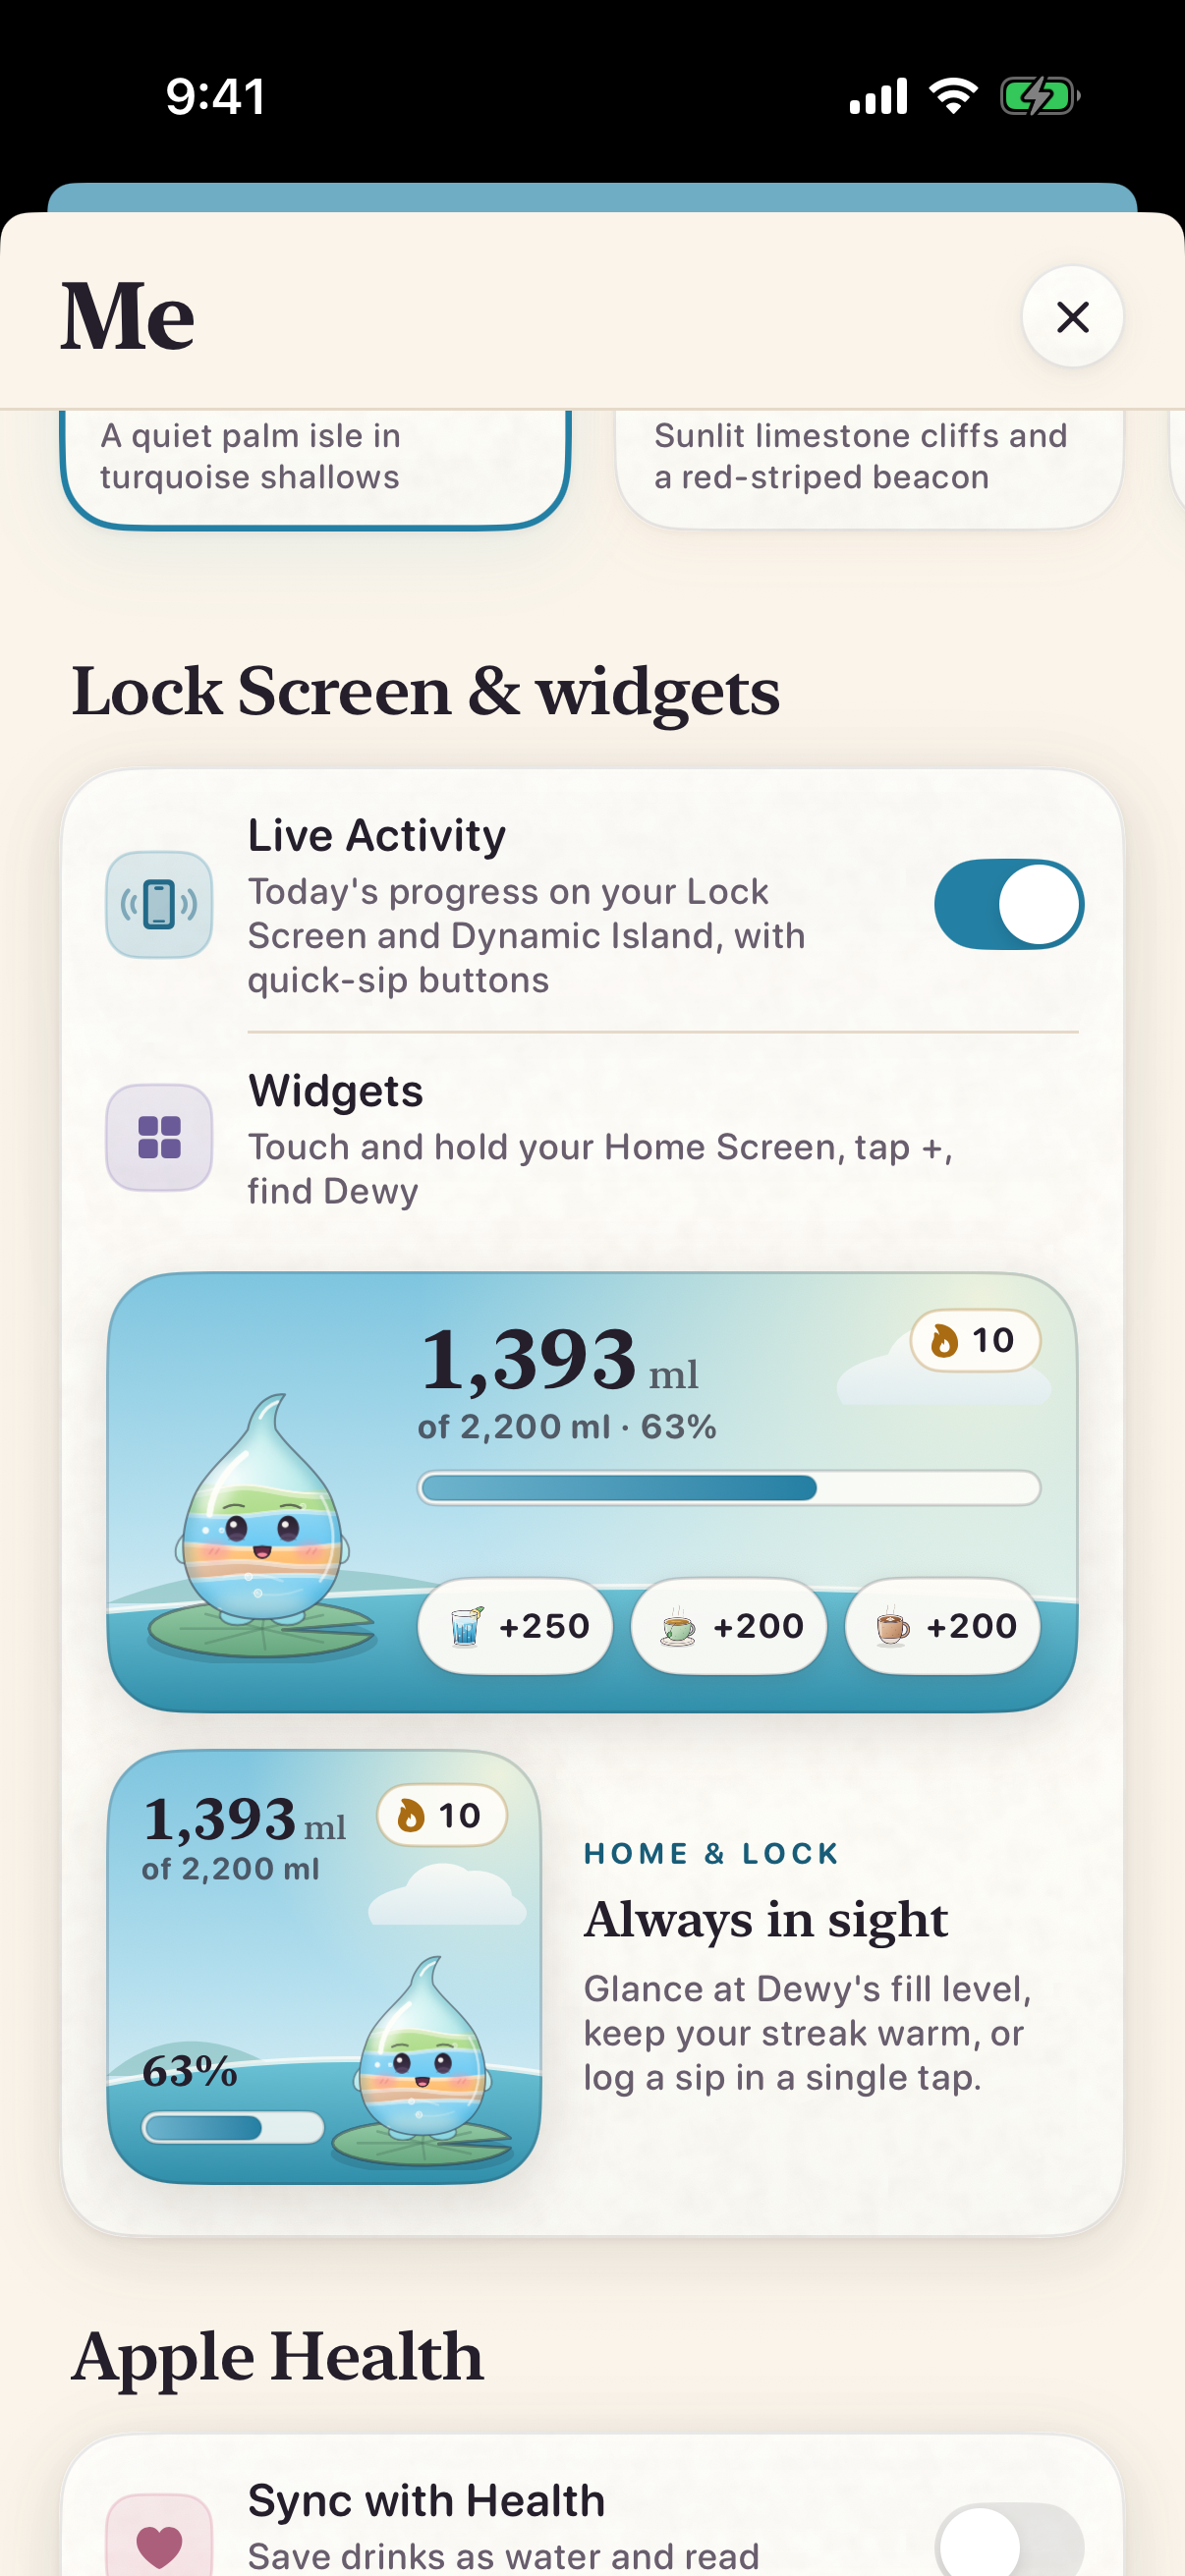 9:41
Me
A quiet palm isle in
turquoise shallows
Sunlit limestone cliffs and
a red-striped beacon
Lock Screen & widgets
Live Activity
Today's progress on your Lock
Screen and Dynamic Island, with
quick-sip buttons
Widgets
Touch and hold your Home Screen, tap +,
find Dewy
1,393 ml
10
of 2,200 ml · 63%
+250
+200
+200
1,393 ml
10
of 2,200 ml
63%
HOME & LOCK
Always in sight
Glance at Dewy's fill level,
keep your streak warm, or
log a sip in a single tap.
Apple Health
Sync with Health
Save drinks as water and read